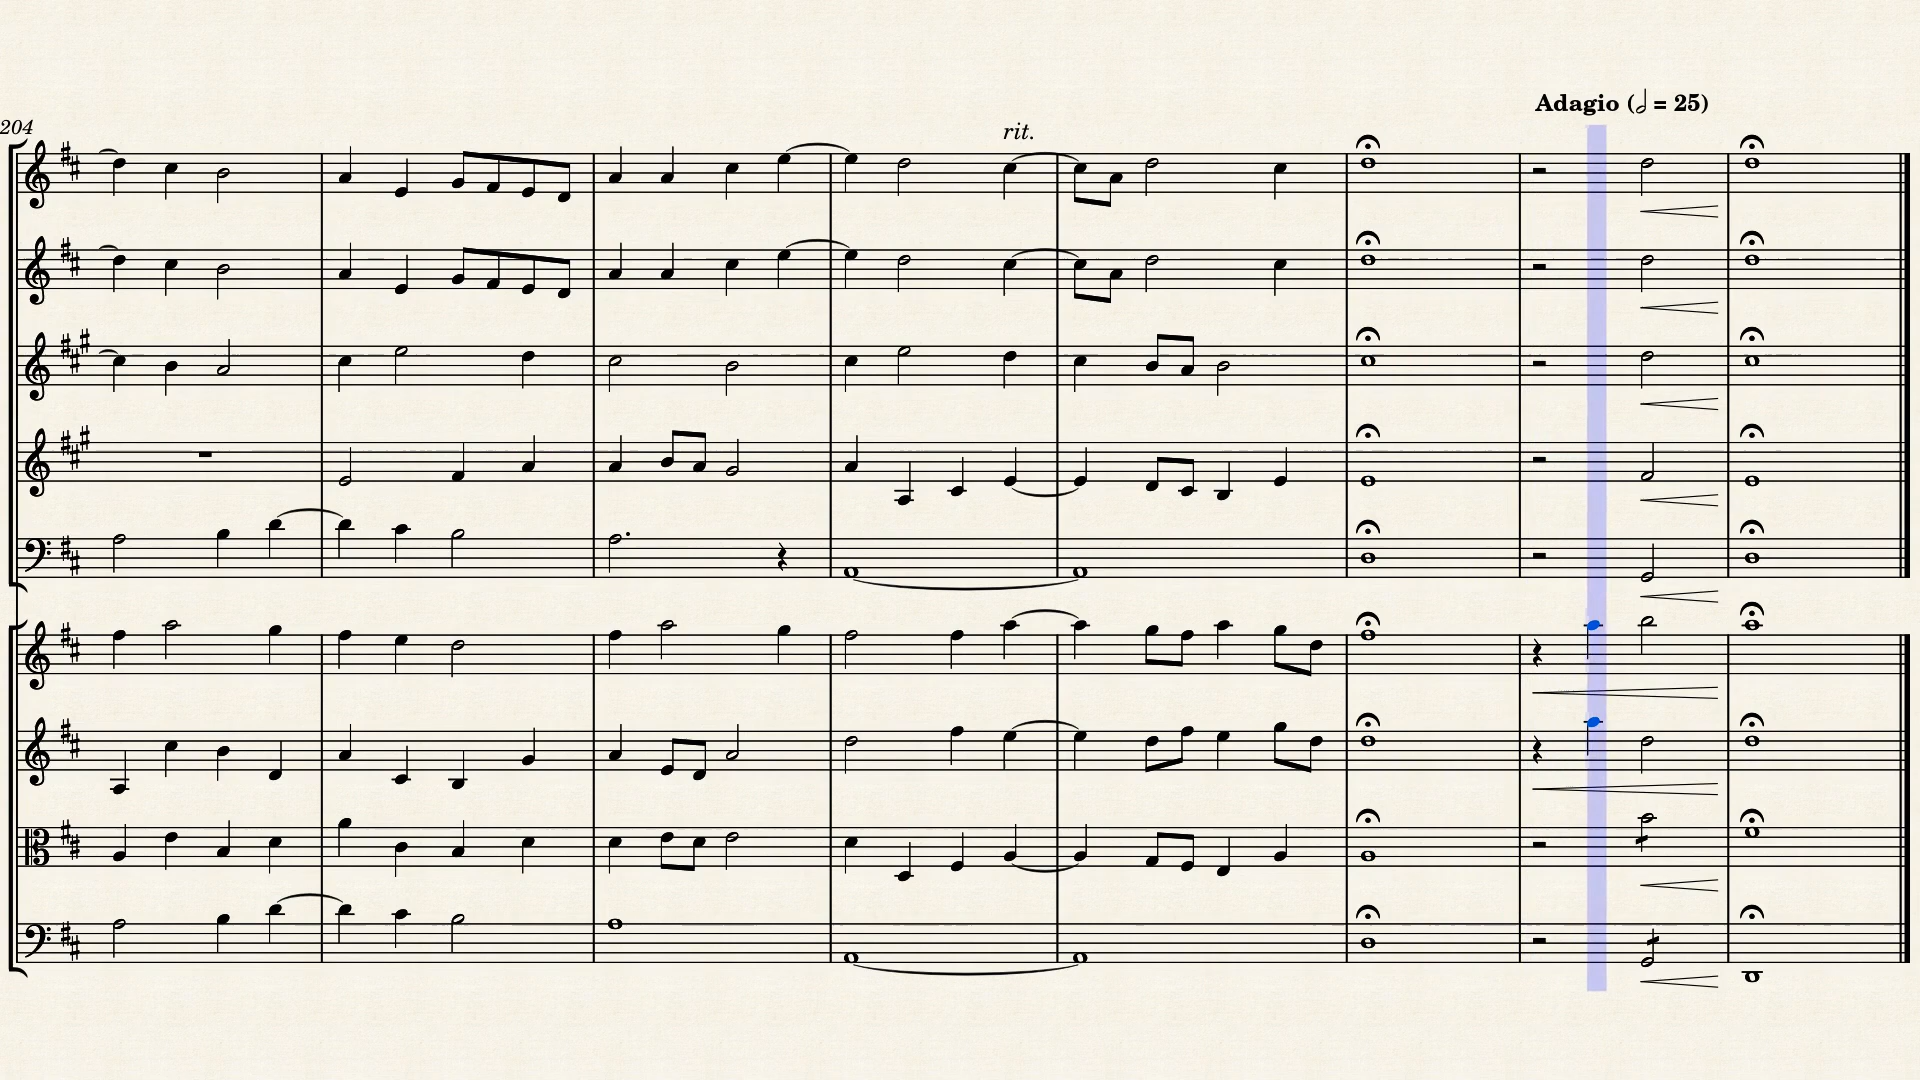 Adagio (𝅗𝅥 = 25)
204
rit.